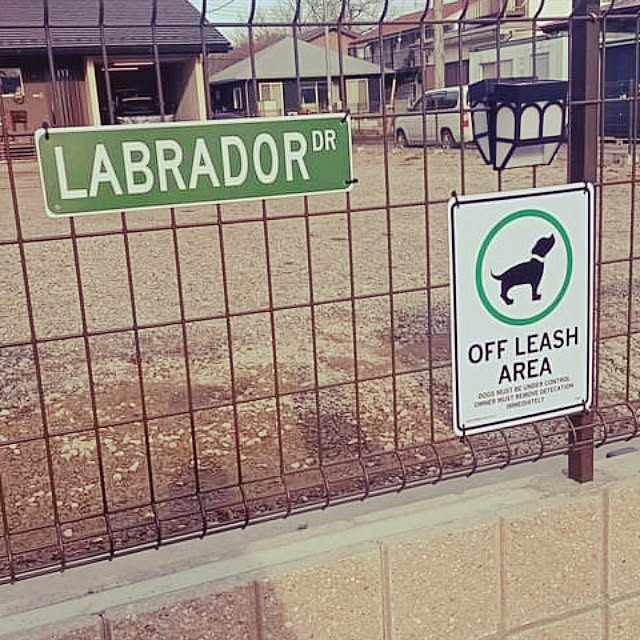 LABRADOR DR
OFF LEASH
AREA
DOGS MUST BE UNDER CONTROL
OWNER MUST REMOVE DEFECATION
IMMEDIATELY